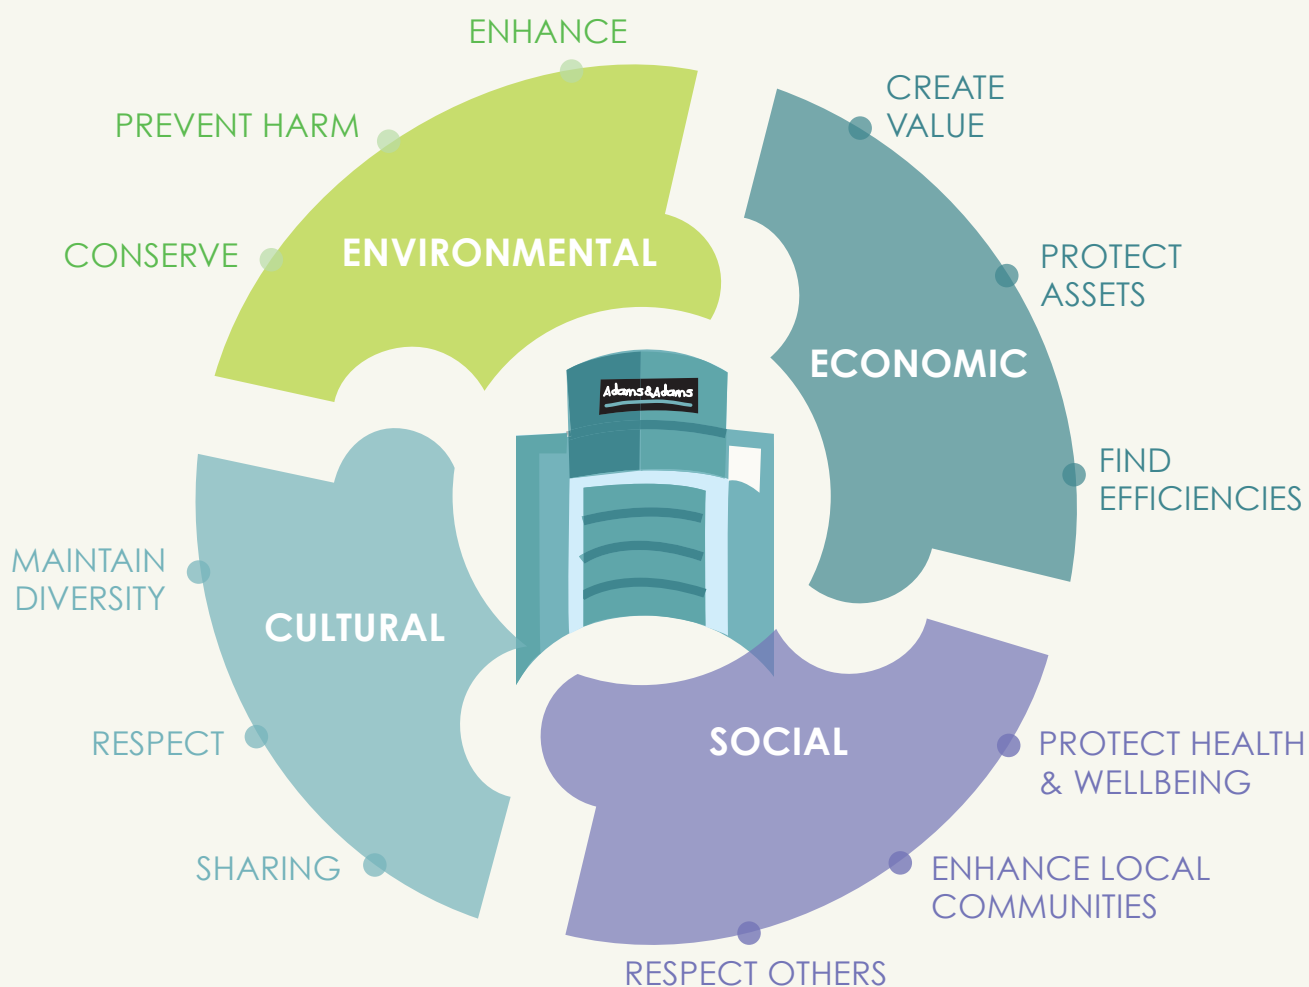 ENHANCE
PREVENT HARM
CONSERVE
ENVIRONMENTAL
CREATE
VALUE
PROTECT
ASSETS
FIND
EFFICIENCIES
ECONOMIC
Adams&Adams
MAINTAIN
DIVERSITY
RESPECT
SHARING
CULTURAL
SOCIAL
PROTECT HEALTH
& WELLBEING
ENHANCE LOCAL
COMMUNITIES
RESPECT OTHERS